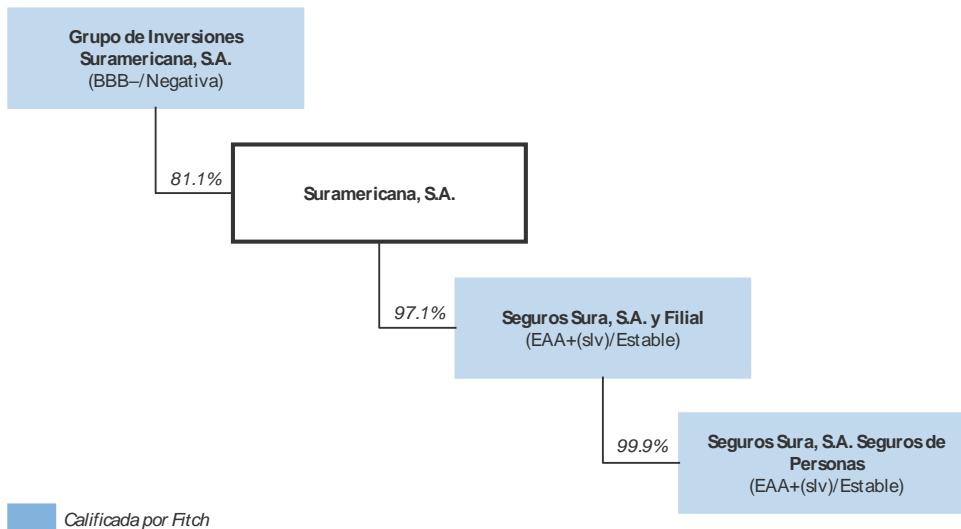 Grupo de Inversiones
Suramericana, S.A.
(BBB–/Negativa)
81.1%
Suramericana, S.A.
97.1%
Seguros Sura, S.A. y Filial
(EAA+(slv)/Estable)
99.9%
Seguros Sura, S.A. Seguros de
Personas
(EAA+(slv)/Estable)
Calificada por Fitch